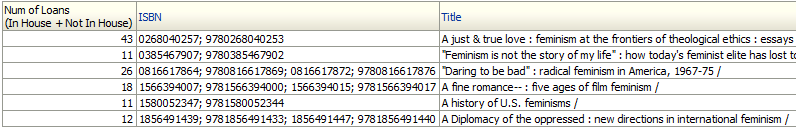 Num of Loans
(In House + Not In House) ISBN Title
43 0268040257; 9780268040253 A just & true love : feminism at the frontiers of theological ethics : essays
11 0385467907; 9780385467902 "Feminism is not the story of my life" : how today's feminist elite has lost to
26 0816617864; 9780816617869; 0816617872; 9780816617876 "Daring to be bad" : radical feminism in America, 1967-75 /
18 1566394007; 9781566394000; 1566394015; 9781566394017 A fine romance-- : five ages of film feminism /
11 1580052347; 9781580052344 A history of U.S. feminisms /
12 1856491439; 9781856491433; 1856491447; 9781856491440 A Diplomacy of the oppressed : new directions in international feminism /